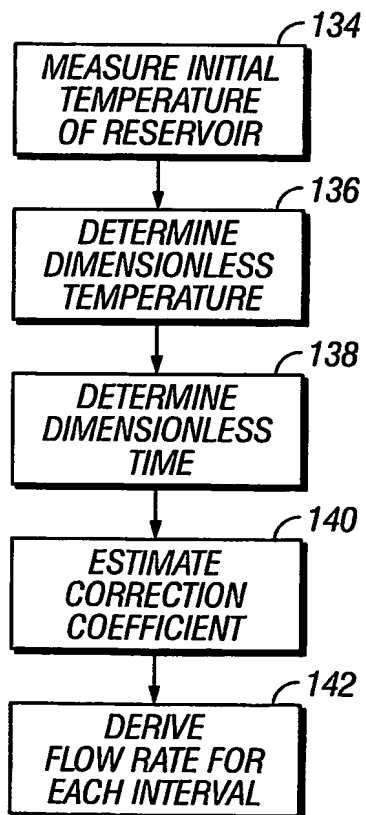 134
MEASURE INITIAL
TEMPERATURE
OF RESERVOIR
136
DETERMINE
DIMENSIONLESS
TEMPERATURE
138
DETERMINE
DIMENSIONLESS
TIME
140
ESTIMATE
CORRECTION
COEFFICIENT
142
DERIVE
FLOW RATE FOR
EACH INTERVAL